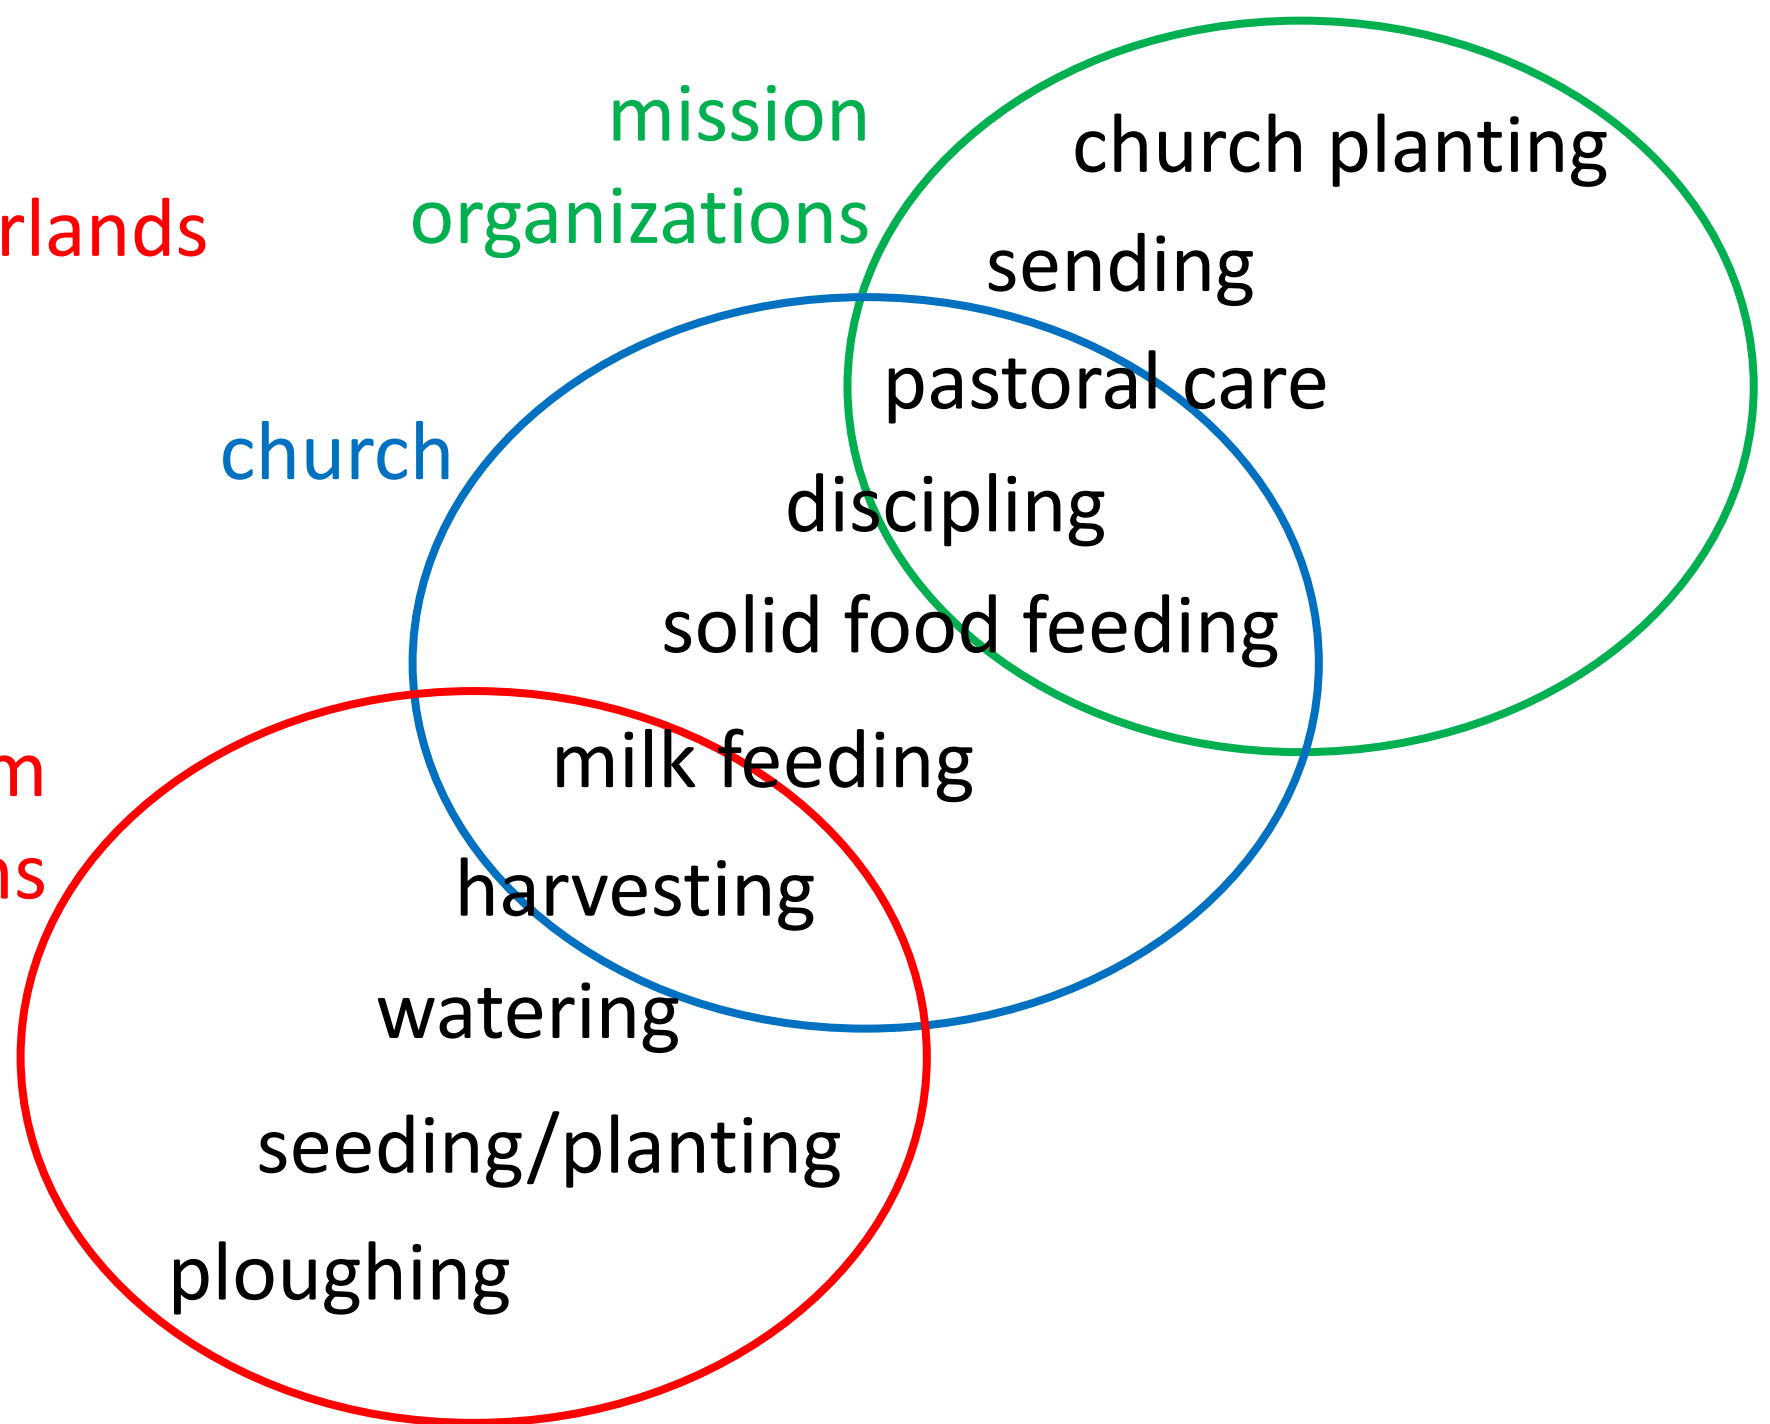 mission
organizations
rlands
church
church planting
sending
pastoral care
discipling
solid food feeding
milk feeding
harvesting
watering
seeding/planting
ploughing
m
ns